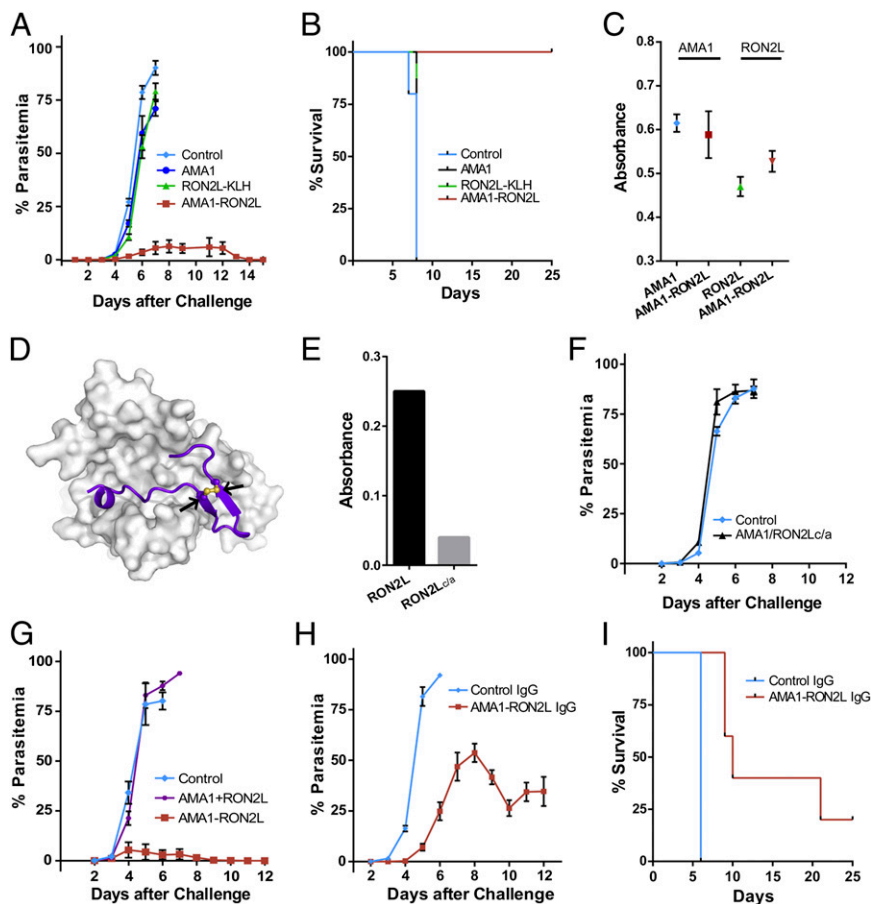 A
% Parasitemia
100
75
50
25
0
2 4 6 8 10 12 14
Days after Challenge
Control
AMA1
RON2L-KLH
AMA1-RON2L
B
% Survival
100
75
50
25
0
5 10 15 20 25
Days
Control
AMA1
RON2L-KLH
AMA1-RON2L
C
AMA1 RON2L
Absorbance
0.8
0.7
0.6
0.5
0.4
0.3
AMA1
AMA1-RON2L
RON2L
AMA1-RON2L
D
E
Absorbance
0.3
0.2
0.0
RON2L
RON2Lc/a
F
% Parasitemia
100
75
50
25
0
0 2 4 6 8 10 12
Days after Challenge
Control
AMA1/RON2Lc/a
G
% Parasitemia
100
75
50
25
0
2 4 6 8 10 12
Days after Challenge
Control
AMA1+RON2L
AMA1-RON2L
H
% Parasitemia
100
75
50
25
0
2 4 6 8 10 12
Days after Challenge
Control IgG
AMA1-RON2L IgG
I
% Survival
100
75
50
25
0
0 5 10 15 20 25
Days
Control IgG
AMA1-RON2L IgG